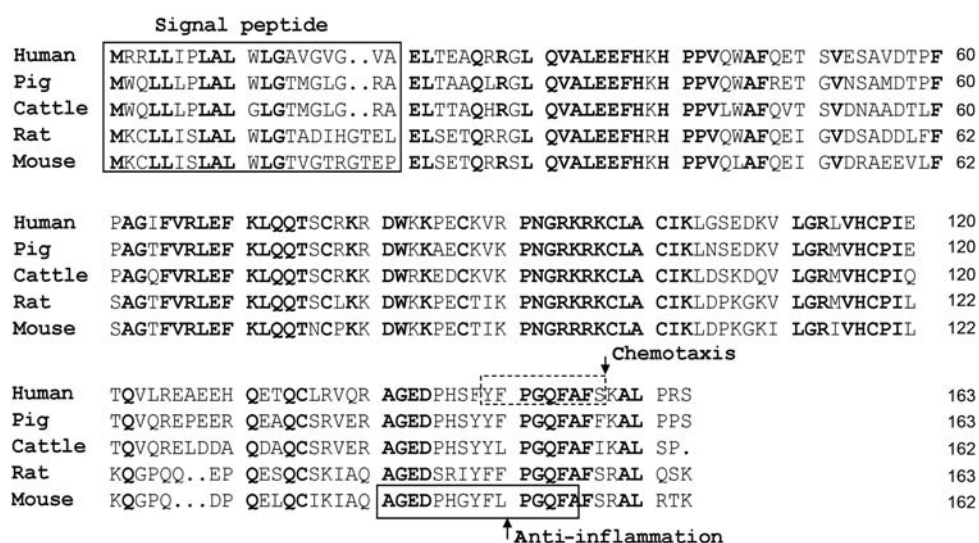 Signal peptide
Human MRRLLIPLAL WLGAVGVG..VA ELTEAQRRGL QVALEEFHKH PPVQWAFQET SVESAVDTPF 60
Pig MWQLLLPLAL WLGTMGLG..RA ELTAAQLRGL QVALEEFHKH PPVQWAFRET GVNSAMDTPF 60
Cattle MWQLLLPLAL GLGTMGLG..RA ELTTAQHRGL QVALEEFHKH PPVLWAFQVT SVDNAADTLF 60
Rat MKCLLISLAL WLGTADIHGTEL ELSETQRRGL QVALEEFHRH PPVQWAFQEI GVDSADDLFF 62
Mouse MKCLLISLAL WLGTVGTRGTEP ELSETQRRSL QVALEEFHKH PPVQLAFQEI GVDRAEEVLF 62
Human PAGIFVRLEF KLQQTSCRKR DWKKPECKVR PNGRKRKCLA CIKLGSEDKV LGRLVHCPIE 120
Pig PAGTFVRLEF KLQQTSCRKK DWKKAECKVK PNGRKRKCLA CIKLNSEDKV LGRMVHCPIE 120
Cattle PAGQFVRLEF KLQQTSCRKK DWRKEDCKVK PNGRKRKCLA CIKLDSKDQV LGRMVHCPIQ 120
Rat SAGTFVRLEF KLQQTSCLKK DWKKPECTIK PNGRKRKCLA CIKLDPKGKV LGRMVHCPIL 122
Mouse SAGTFVRLEF KLQQTNCPKK DWKKPECTIK PNGRRRKCLA CIKLDPKGKI LGRIVHCPIL 122
Chemotaxis
Human TQVLREAEEH QETQCLRVQR AGEDPHSFYF PGQFAFSKAL PRS 163
Pig TQVQREPEER QEAQCSRVER AGEDPHSYYF PGQFAFFKAL PPS 163
Cattle TQVQRELDDA QDAQCSRVER AGEDPHSYYL PGQFAFIKAL SP. 162
Rat KQGPQQ..EP QESQCSKIAQ AGEDSRIYFF PGQFAFSRAL QSK 163
Mouse KQGPQ...DP QELQCIKIAQ AGEDPHGYFL PGQFAFSRAL RTK 162
Anti-inflammation